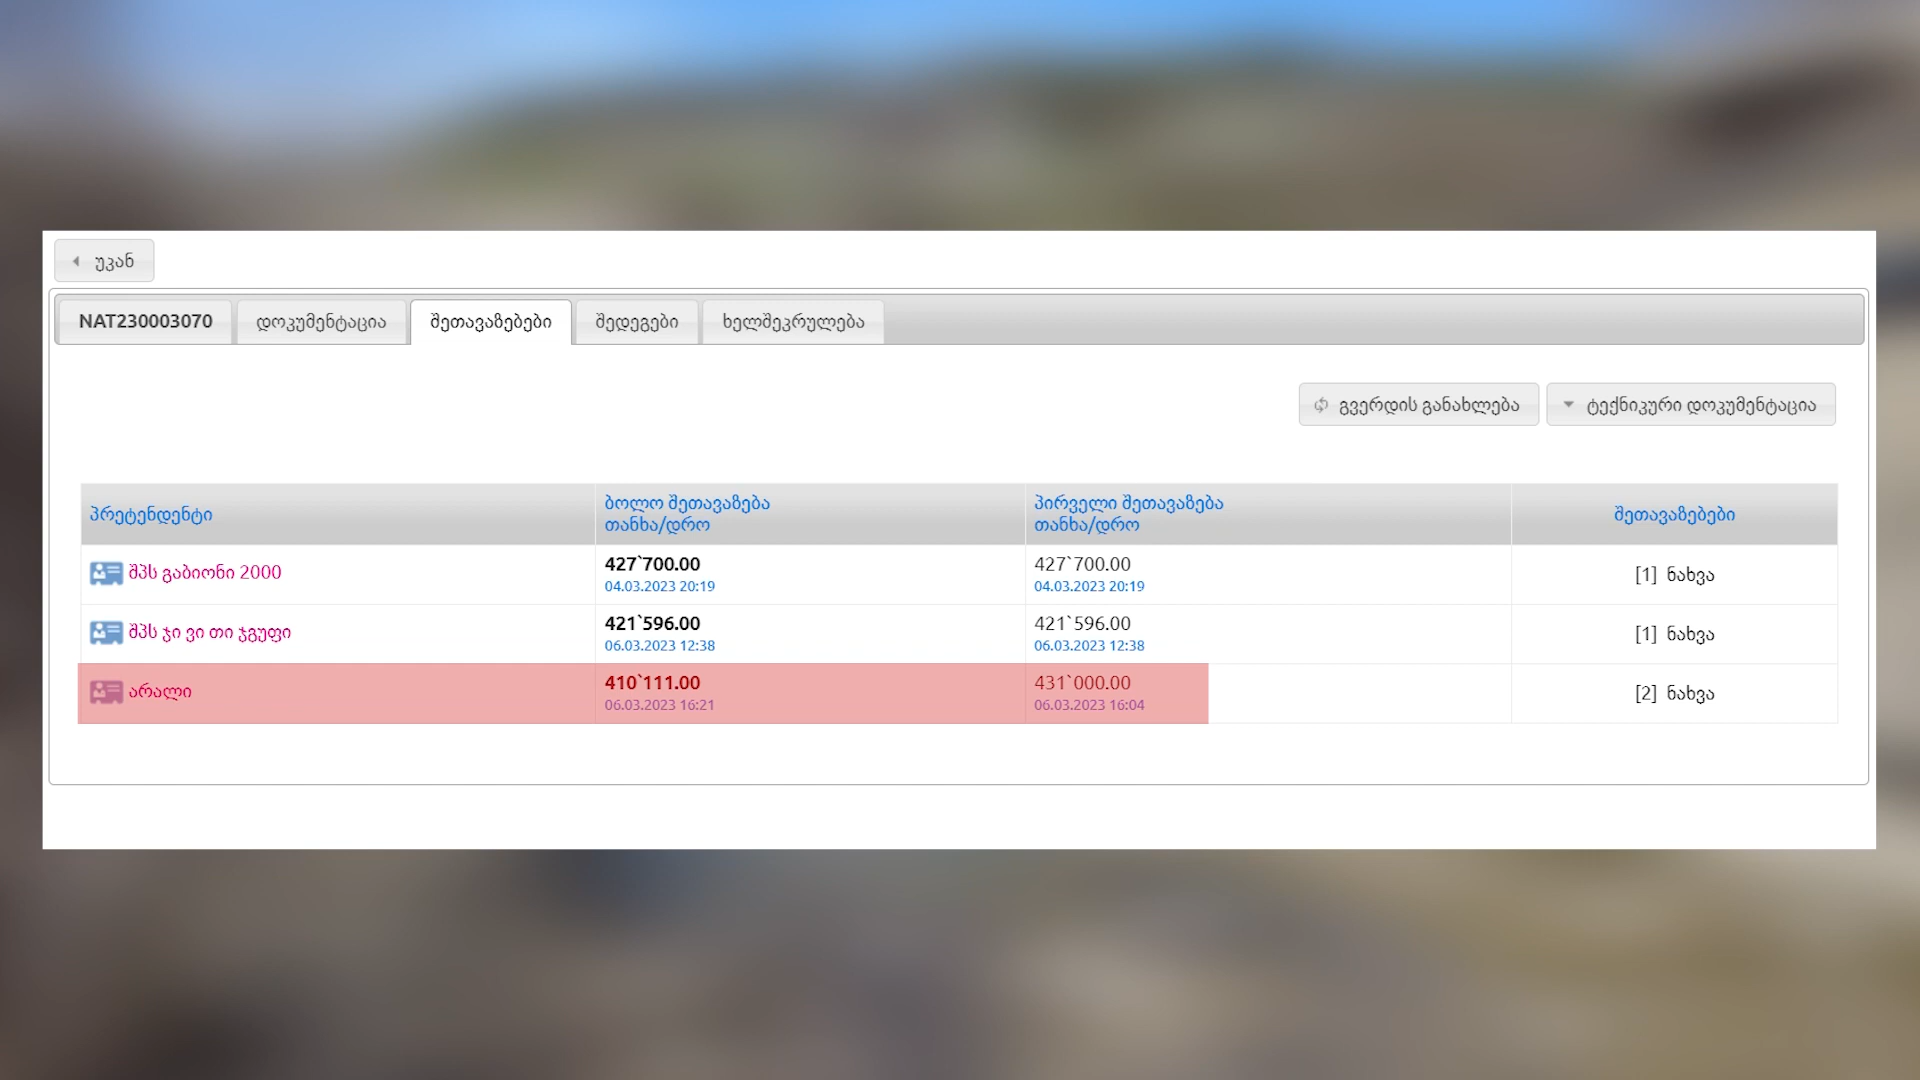 უკან
NAT230003070 დოკუმენტაცია შეთავაზებები შედეგები ხელშეკრულება
გვერდის განახლება ტექნიკური დოკუმენტაცია
პრეტენდენტი
ბოლო შეთავაზება
თანხა/დრო
პირველი შეთავაზება
თანხა/დრო
შეთავაზებები
შპს გაბიონი 2000
427`700.00
04.03.2023 20:19
427`700.00
04.03.2023 20:19
[1] ნახვა
შპს ჯი ვი თი ჯგუფი
421`596.00
06.03.2023 12:38
421`596.00
06.03.2023 12:38
[1] ნახვა
არალი
410`111.00
06.03.2023 16:21
431`000.00
06.03.2023 16:04
[2] ნახვა